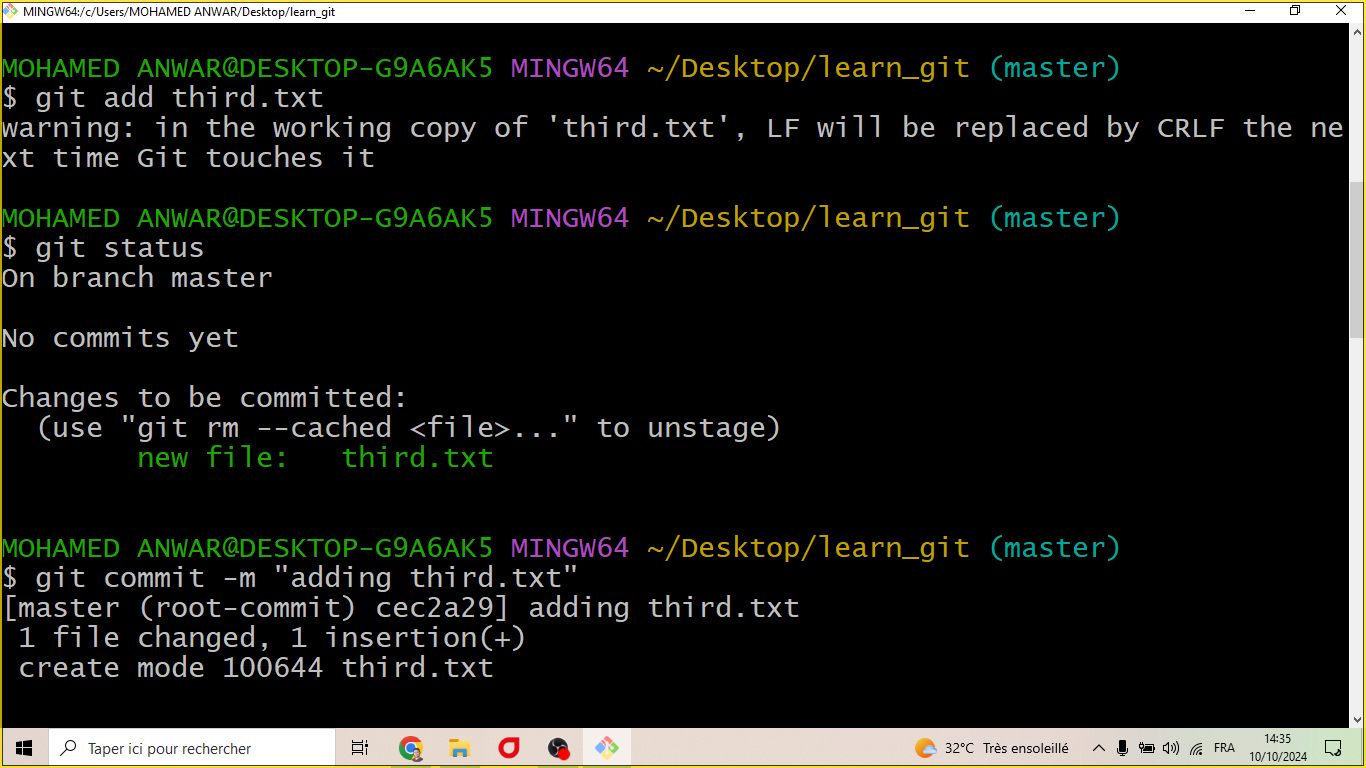 MINGW64:/c/Users/MOHAMED ANWAR/Desktop/learn_git
MOHAMED ANWAR@DESKTOP-G9A6AK5 MINGW64 ~/Desktop/learn_git (master)
$ git add third.txt
warning: in the working copy of 'third.txt', LF will be replaced by CRLF the ne
xt time Git touches it
MOHAMED ANWAR@DESKTOP-G9A6AK5 MINGW64 ~/Desktop/learn_git (master)
$ git status
On branch master
No commits yet
Changes to be committed:
  (use "git rm --cached <file>..." to unstage)
        new file:   third.txt
MOHAMED ANWAR@DESKTOP-G9A6AK5 MINGW64 ~/Desktop/learn_git (master)
$ git commit -m "adding third.txt"
[master (root-commit) cec2a29] adding third.txt
 1 file changed, 1 insertion(+)
 create mode 100644 third.txt
Taper ici pour rechercher
32°C Très ensoleillé
FRA
14:35
10/10/2024